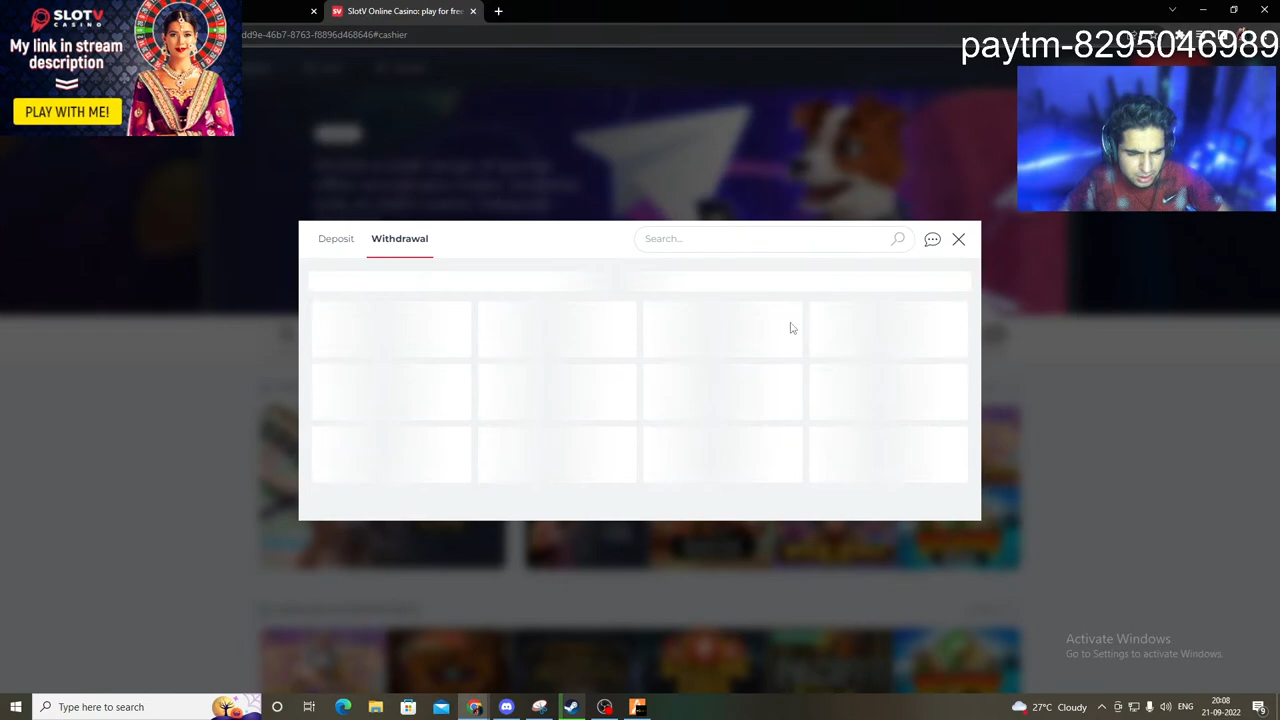 SLOTV
CASINO
My link in stream
description
PLAY WITH ME!
SlotV Online Casino: play for free
dd9e-46b7-8763-f8896d468646#cashier
paytm-8295046989
Deposit
Withdrawal
Search...
Activate Windows
Go to Settings to activate Windows.
Type here to search
27°C Cloudy
ENG
20:08
21-09-2022